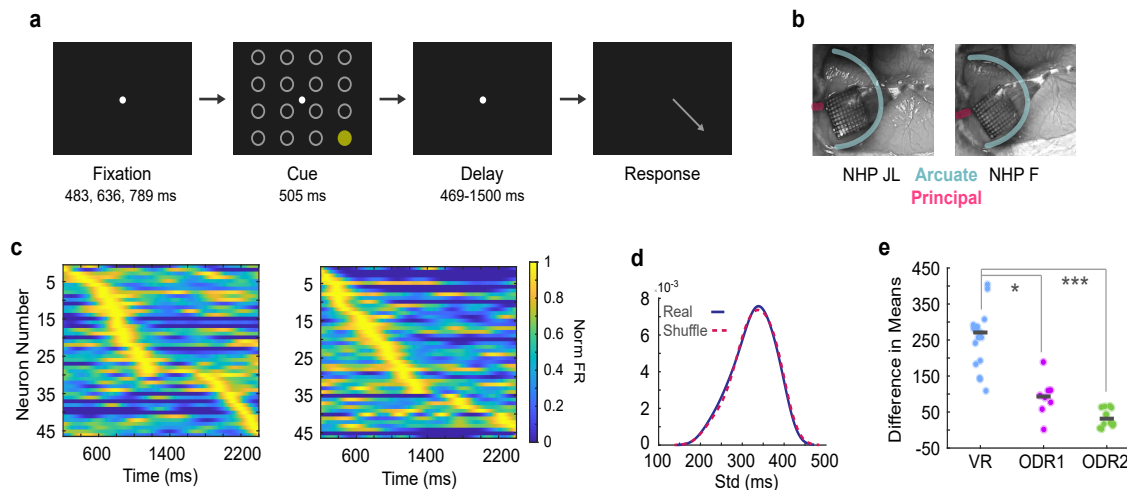 a
Fixation
483, 636, 789 ms
Cue
505 ms
Delay
469-1500 ms
Response
b
NHP JL Arcuate NHP F
Principal
c
Neuron Number
5
15
25
35
45
600 1400 2200
Time (ms)
5
15
25
35
45
600 1400 2200
Time (ms)
1
0.8
0.6
0.4
0.2
0
Norm FR
d
×10⁻³
8
6
4
2
0
Real
Shuffle
100 200 300 400 500
Std (ms)
e
Difference in Means
450
350
250
150
50
-50
*
***
VR ODR1 ODR2